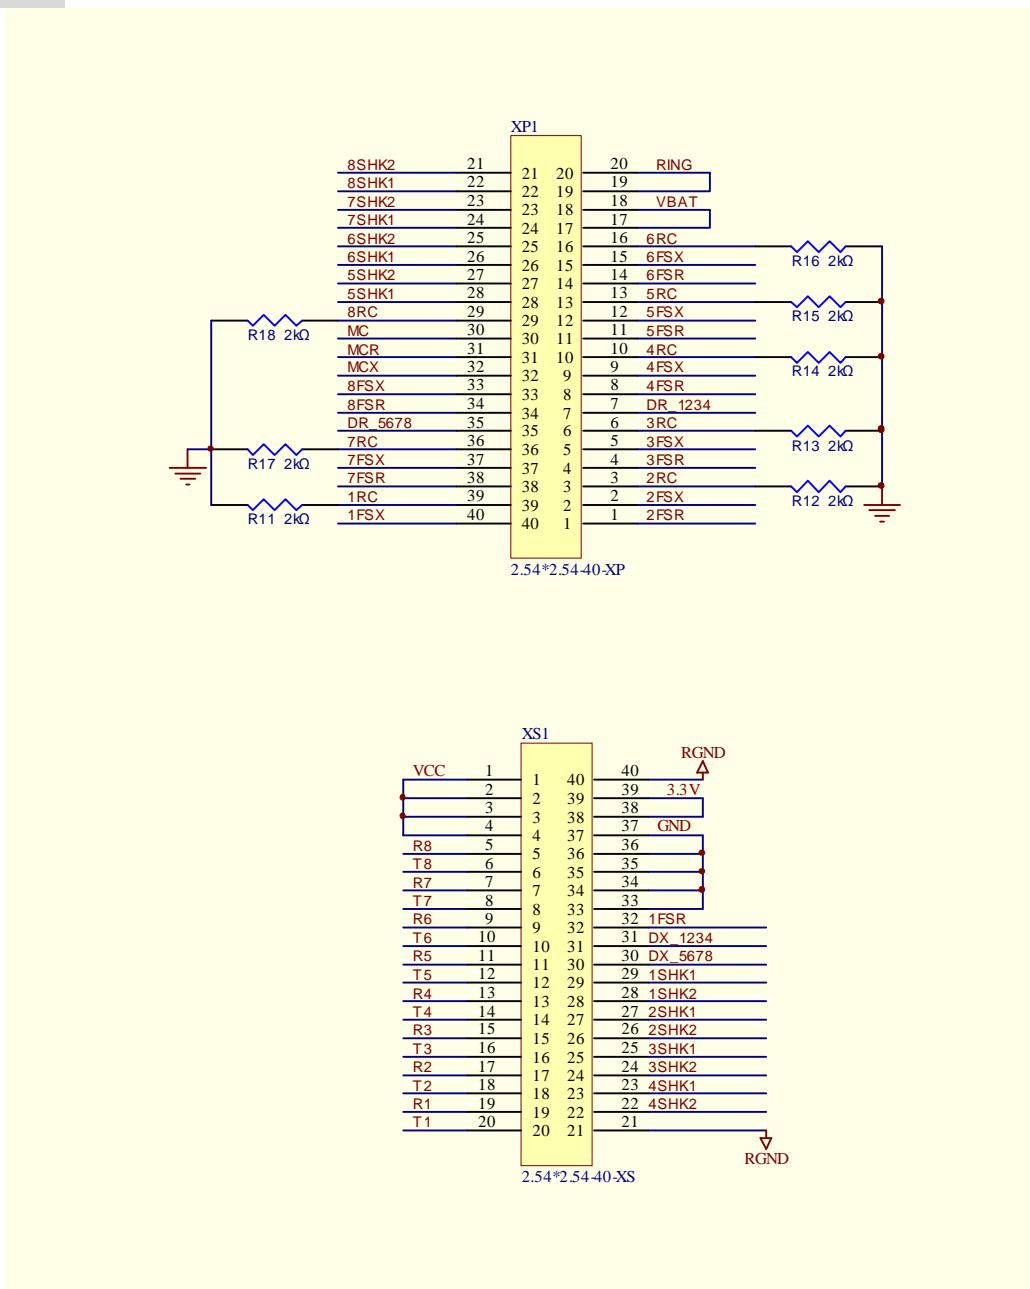 XP1
8SHK2 21 21 20 20 RING
8SHK1 22 22 19 19
7SHK2 23 23 18 18 VBAT
7SHK1 24 24 17 17
6SHK2 25 25 16 16 6RC
R16 2kΩ
6SHK1 26 26 15 15 6FSX
5SHK2 27 27 14 14 6FSR
5SHK1 28 28 13 13 5RC
R15 2kΩ
8RC 29 29 12 12 5FSX
R18 2kΩ
MC 30 30 11 11 5FSR
MCR 31 31 10 10 4RC
R14 2kΩ
MCX 32 32 9 9 4FSX
8FSX 33 33 8 8 4FSR
8FSR 34 34 7 7 DR_1234
DR_5678 35 35 6 6 3RC
R13 2kΩ
7RC 36 36 5 5 3FSX
R17 2kΩ
7FSX 37 37 4 4 3FSR
7FSR 38 38 3 3 2RC
R12 2kΩ
1RC 39 39 2 2 2FSX
R11 2kΩ
1FSX 40 40 1 1 2FSR
2.54*2.54-40-XP
XS1
RGND
VCC 1 1 40 40
2 2 39 39 3.3V
3 3 38 38
4 4 37 37 GND
R8 5 5 36 36
T8 6 6 35 35
R7 7 7 34 34
T7 8 8 33 33
R6 9 9 32 32 1FSR
T6 10 10 31 31 DX_1234
R5 11 11 30 30 DX_5678
T5 12 12 29 29 1SHK1
R4 13 13 28 28 1SHK2
T4 14 14 27 27 2SHK1
R3 15 15 26 26 2SHK2
T3 16 16 25 25 3SHK1
R2 17 17 24 24 3SHK2
T2 18 18 23 23 4SHK1
R1 19 19 22 22 4SHK2
T1 20 20 21 21
RGND
2.54*2.54-40-XS